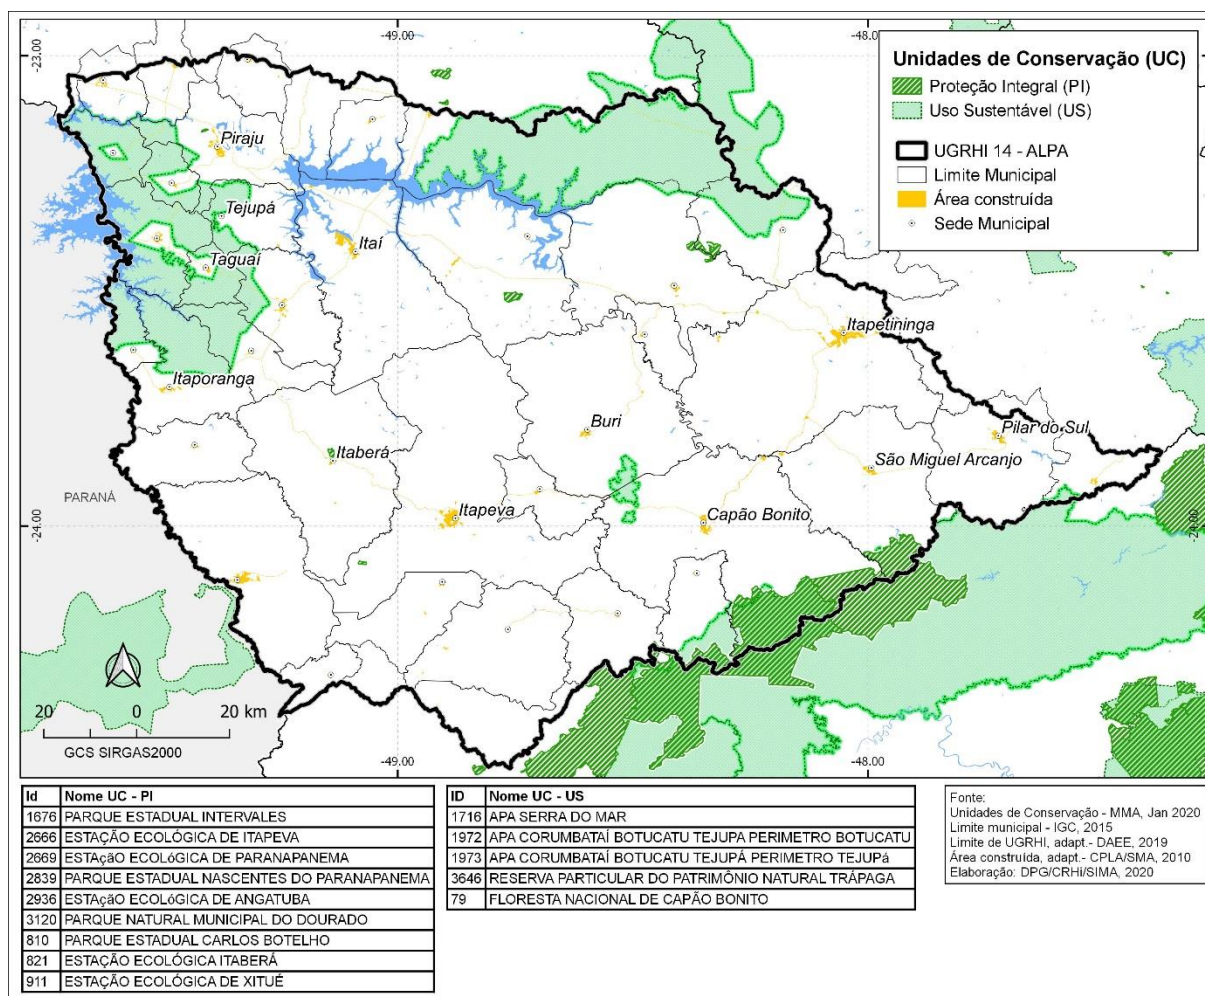 -49.00
-48.00
-23.00
Unidades de Conservação (UC)
Proteção Integral (PI)
Uso Sustentável (US)
UGRHI 14 - ALPA
Limite Municipal
Área construída
Sede Municipal
Piraju
Tejupá
Itaí
Taguaí
Itapetininga
Itaporanga
Buri
Pilar do Sul
Itaberá
São Miguel Arcanjo
PARANÁ
Itapeva
Capão Bonito
-24.00
-24.00
20 0 20 km
GCS SIRGAS2000
-49.00
-48.00
Id Nome UC - PI
1676 PARQUE ESTADUAL INTERVALES
2666 ESTAÇÃO ECOLÓGICA DE ITAPEVA
2669 ESTAçãO ECOLóGICA DE PARANAPANEMA
2839 PARQUE ESTADUAL NASCENTES DO PARANAPANEMA
2936 ESTAçãO ECOLóGICA DE ANGATUBA
3120 PARQUE NATURAL MUNICIPAL DO DOURADO
810 PARQUE ESTADUAL CARLOS BOTELHO
821 ESTAÇÃO ECOLÓGICA ITABERÁ
911 ESTAÇÃO ECOLÓGICA DE XITUÉ
ID Nome UC - US
1716 APA SERRA DO MAR
1972 APA CORUMBATAÍ BOTUCATU TEJUPA PERIMETRO BOTUCATU
1973 APA CORUMBATAÍ BOTUCATU TEJUPÁ PERIMETRO TEJUPá
3646 RESERVA PARTICULAR DO PATRIMÔNIO NATURAL TRÁPAGA
79 FLORESTA NACIONAL DE CAPÃO BONITO
Fonte:
Unidades de Conservação - MMA, Jan 2020
Limite municipal - IGC, 2015
Limite de UGRHI, adapt.- DAEE, 2019
Área construída, adapt.- CPLA/SMA, 2010
Elaboração: DPG/CRHi/SIMA, 2020